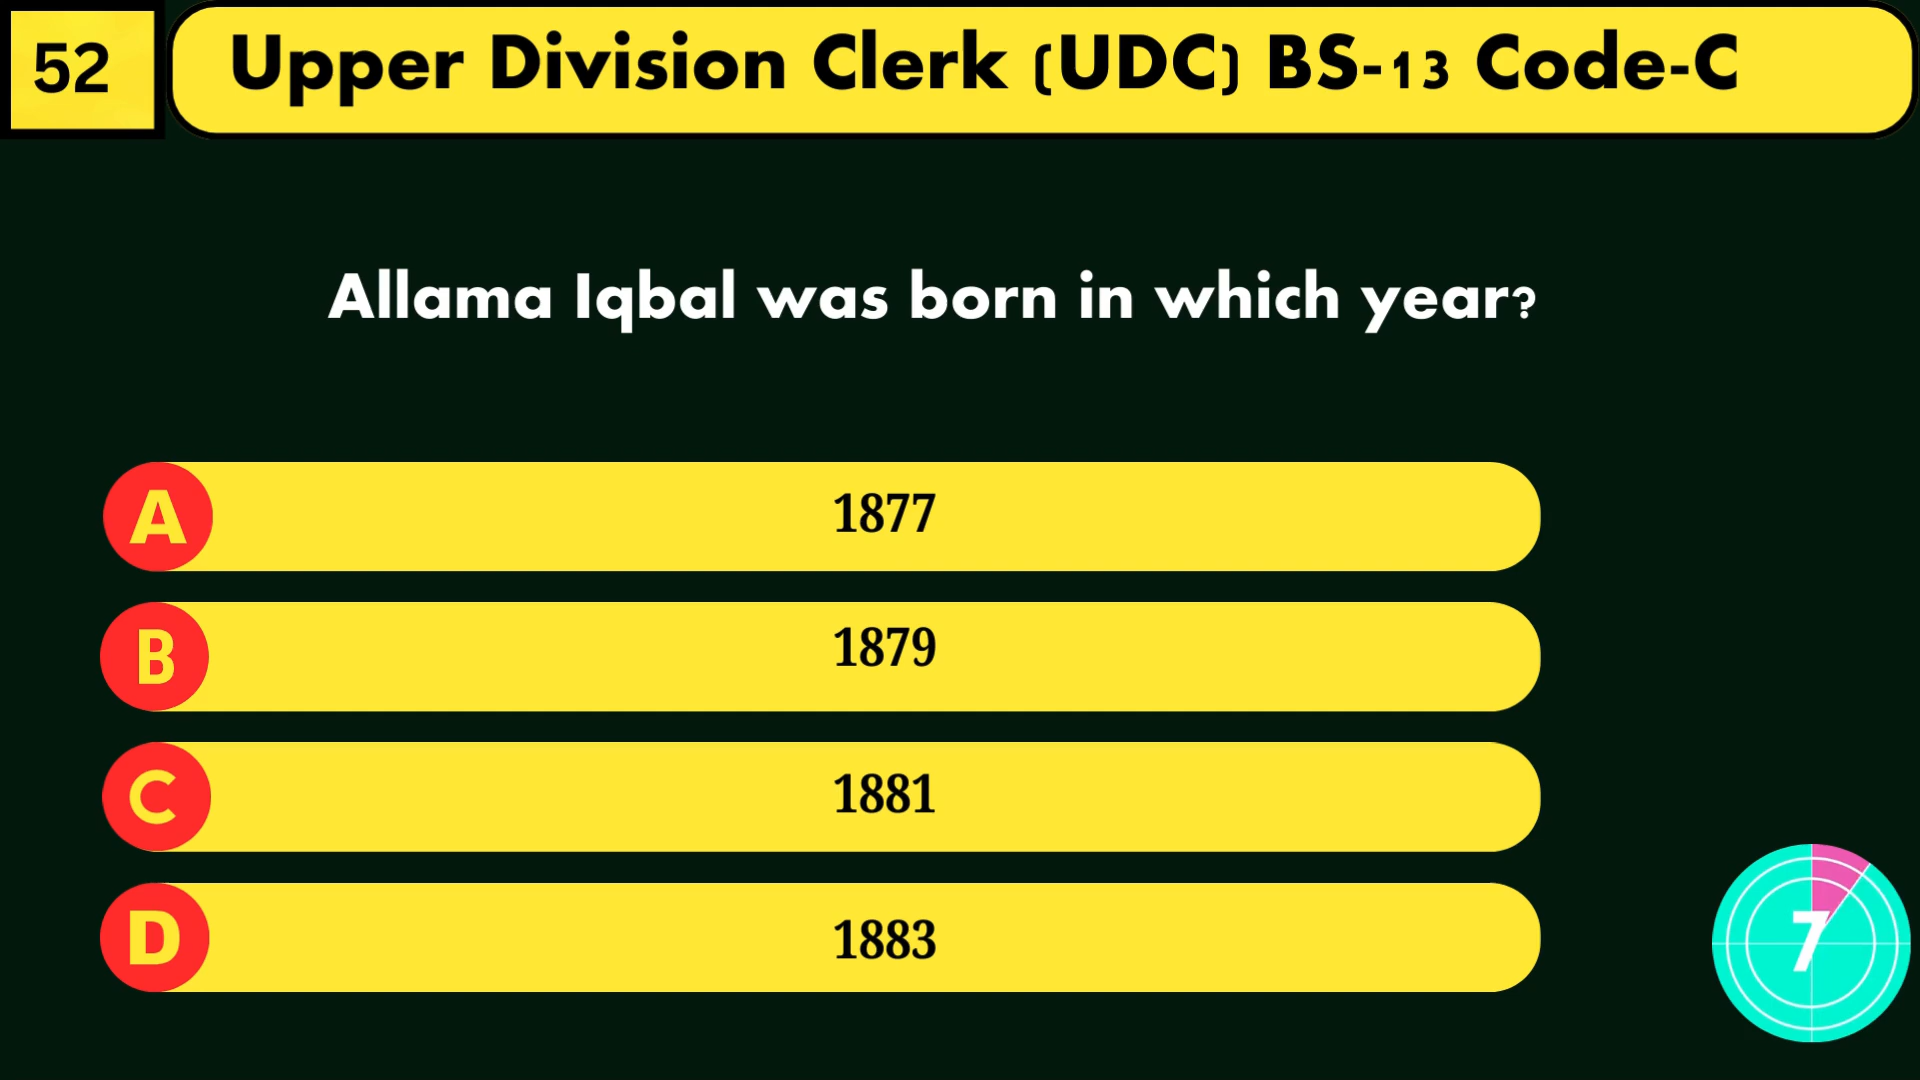 52
Upper Division Clerk (UDC) BS-13 Code-C
Allama Iqbal was born in which year?
A 1877
B 1879
C 1881
D 1883
7